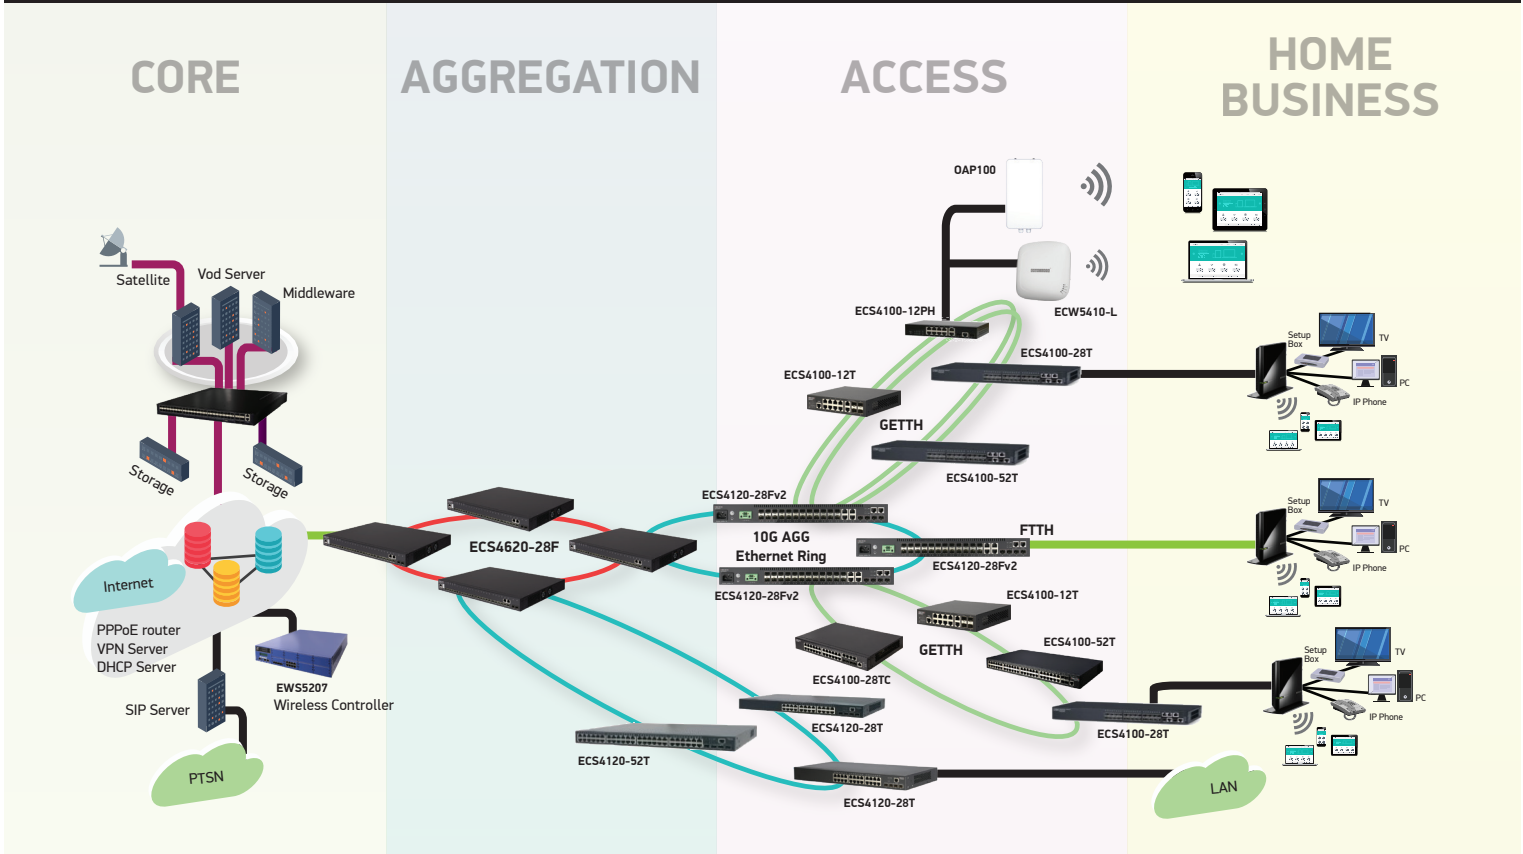 CORE
AGGREGATION
ACCESS
HOME
BUSINESS
OAP100
Satellite
Vod Server
Middleware
ECS4100-12PH
ECW5410-L
ECS4100-28T
ECS4100-12T
GETTH
ECS4100-52T
Setup
Box
TV
PC
IP Phone
Storage
Storage
ECS4120-28Fv2
10G AGG
Ethernet Ring
ECS4620-28F
FTTH
ECS4120-28Fv2
ECS4120-28Fv2
Setup
Box
TV
PC
IP Phone
Internet
PPPoE router
VPN Server
DHCP Server
EWS5207
Wireless Controller
SIP Server
PTSN
ECS4100-12T
GETTH
ECS4100-52T
ECS4100-28TC
ECS4100-28T
Setup
Box
TV
PC
IP Phone
ECS4120-28T
ECS4120-52T
ECS4120-28T
LAN